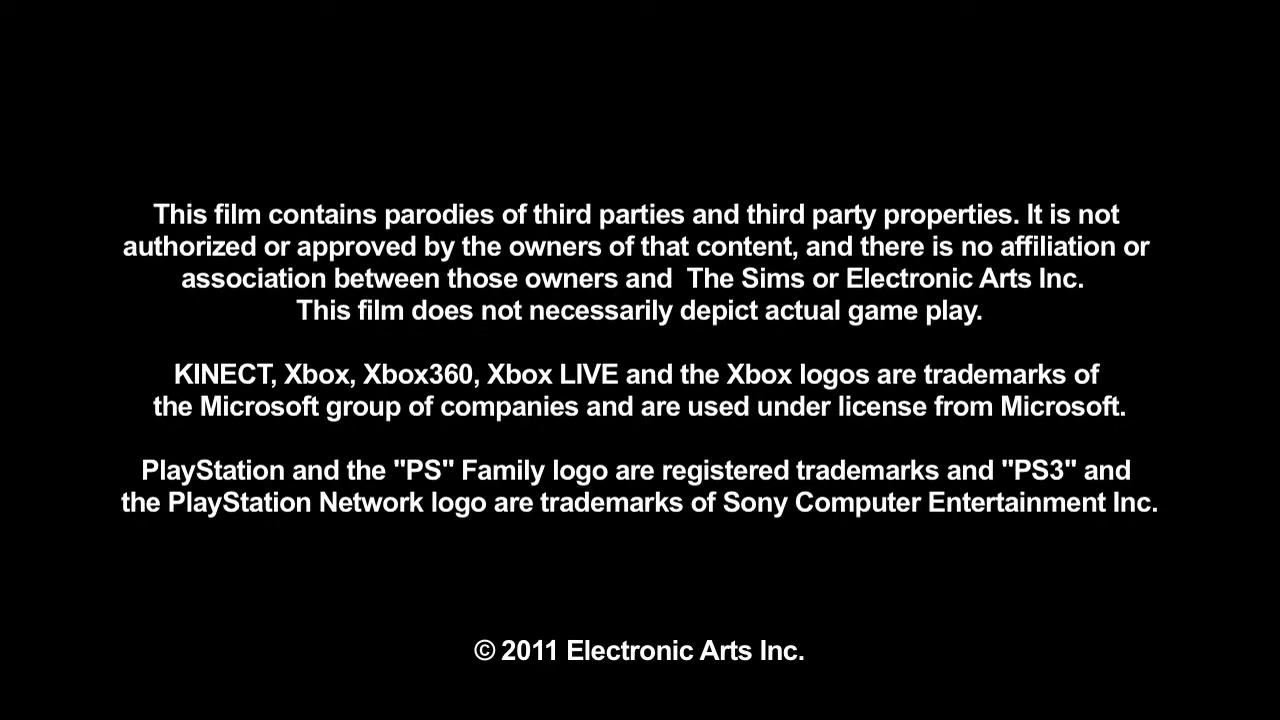 This film contains parodies of third parties and third party properties. It is not
authorized or approved by the owners of that content, and there is no affiliation or
association between those owners and  The Sims or Electronic Arts Inc.
This film does not necessarily depict actual game play.
KINECT, Xbox, Xbox360, Xbox LIVE and the Xbox logos are trademarks of
the Microsoft group of companies and are used under license from Microsoft.
PlayStation and the "PS" Family logo are registered trademarks and "PS3" and
the PlayStation Network logo are trademarks of Sony Computer Entertainment Inc.
© 2011 Electronic Arts Inc.